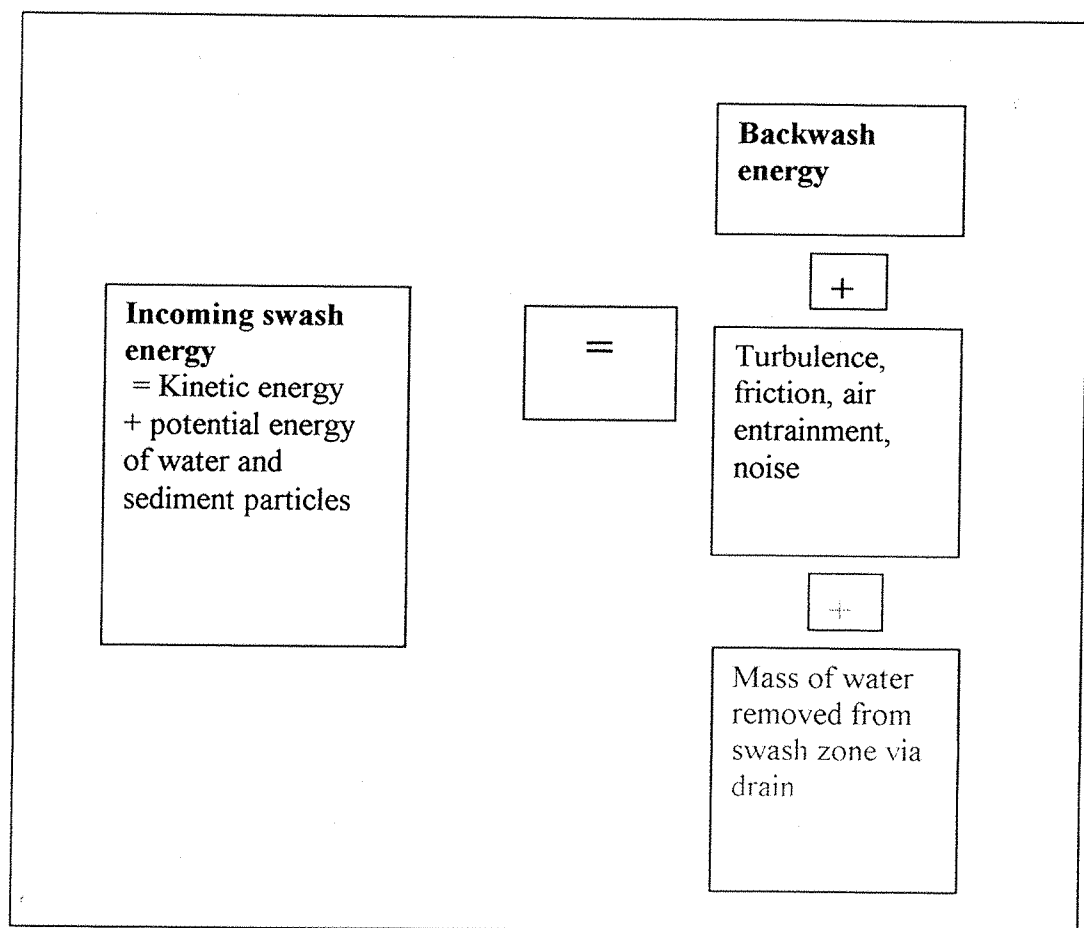 Incoming swash
energy
= Kinetic energy
+ potential energy
of water and
sediment particles
=
Backwash
energy
+
Turbulence,
friction, air
entrainment,
noise
+
Mass of water
removed from
swash zone via
drain